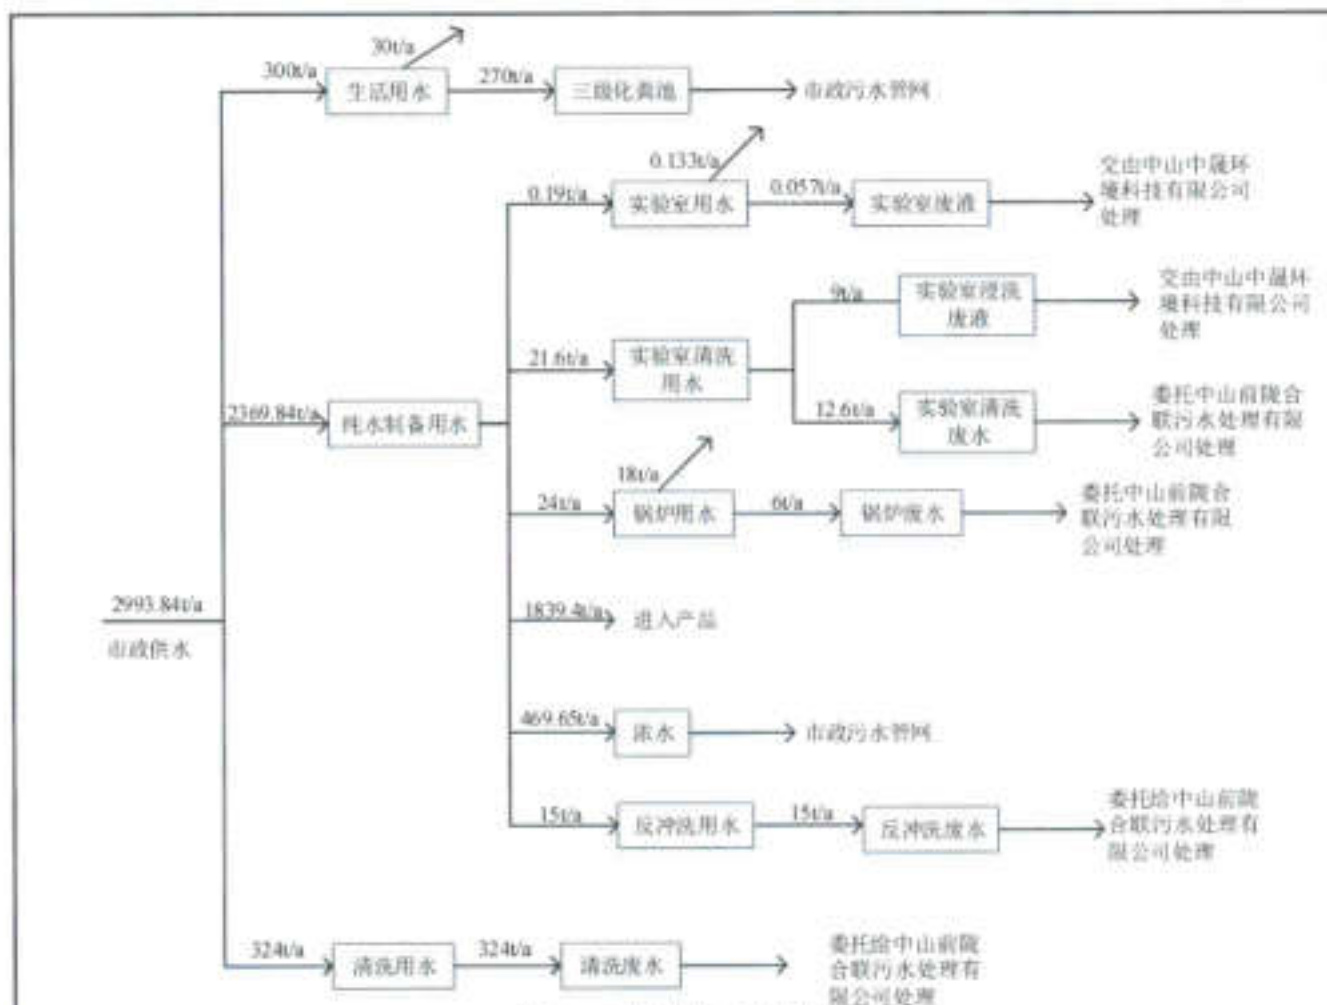 30t/a
300t/a
生活用水
270t/a
三级化粪池
市政污水管网
0.133t/a
0.19t/a
实验室用水
0.057t/a
实验室废液
交由中山中晟环
境科技有限公司
处理
9t/a
实验室浸洗
废液
交由中山中晟环
境科技有限公司
处理
21.6t/a
实验室清洗
用水
12.6t/a
实验室清洗
废水
委托中山前陇合
联污水处理有限
公司处理
2369.84t/a
纯水制备用水
18t/a
24t/a
锅炉用水
6t/a
锅炉废水
委托中山前陇合
联污水处理有限
公司处理
2993.84t/a
市政供水
1839.4t/a
进入产品
469.65t/a
浓水
市政污水管网
15t/a
反冲洗用水
15t/a
反冲洗废水
委托给中山前陇
合联污水处理有
限公司处理
324t/a
清洗用水
324t/a
清洗废水
委托给中山前陇
合联污水处理有
限公司处理